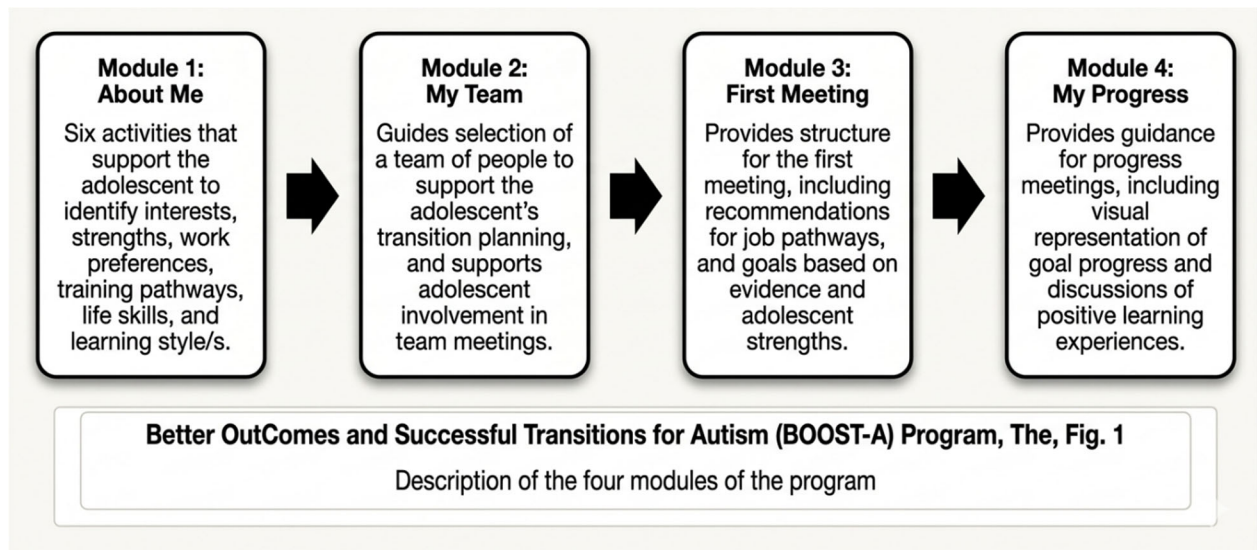 Module 1:
About Me
Six activities that
support the
adolescent to
identify interests,
strengths, work
preferences,
training pathways,
life skills, and
learning style/s.
Module 2:
My Team
Guides selection of
a team of people to
support the
adolescent's
transition planning,
and supports
adolescent
involvement in
team meetings.
Module 3:
First Meeting
Provides structure
for the first
meeting, including
recommendations
for job pathways,
and goals based on
evidence and
adolescent
strengths.
Module 4:
My Progress
Provides guidance
for progress
meetings, including
visual
representation of
goal progress and
discussions of
positive learning
experiences.
Better OutComes and Successful Transitions for Autism (BOOST-A) Program, The, Fig. 1
Description of the four modules of the program